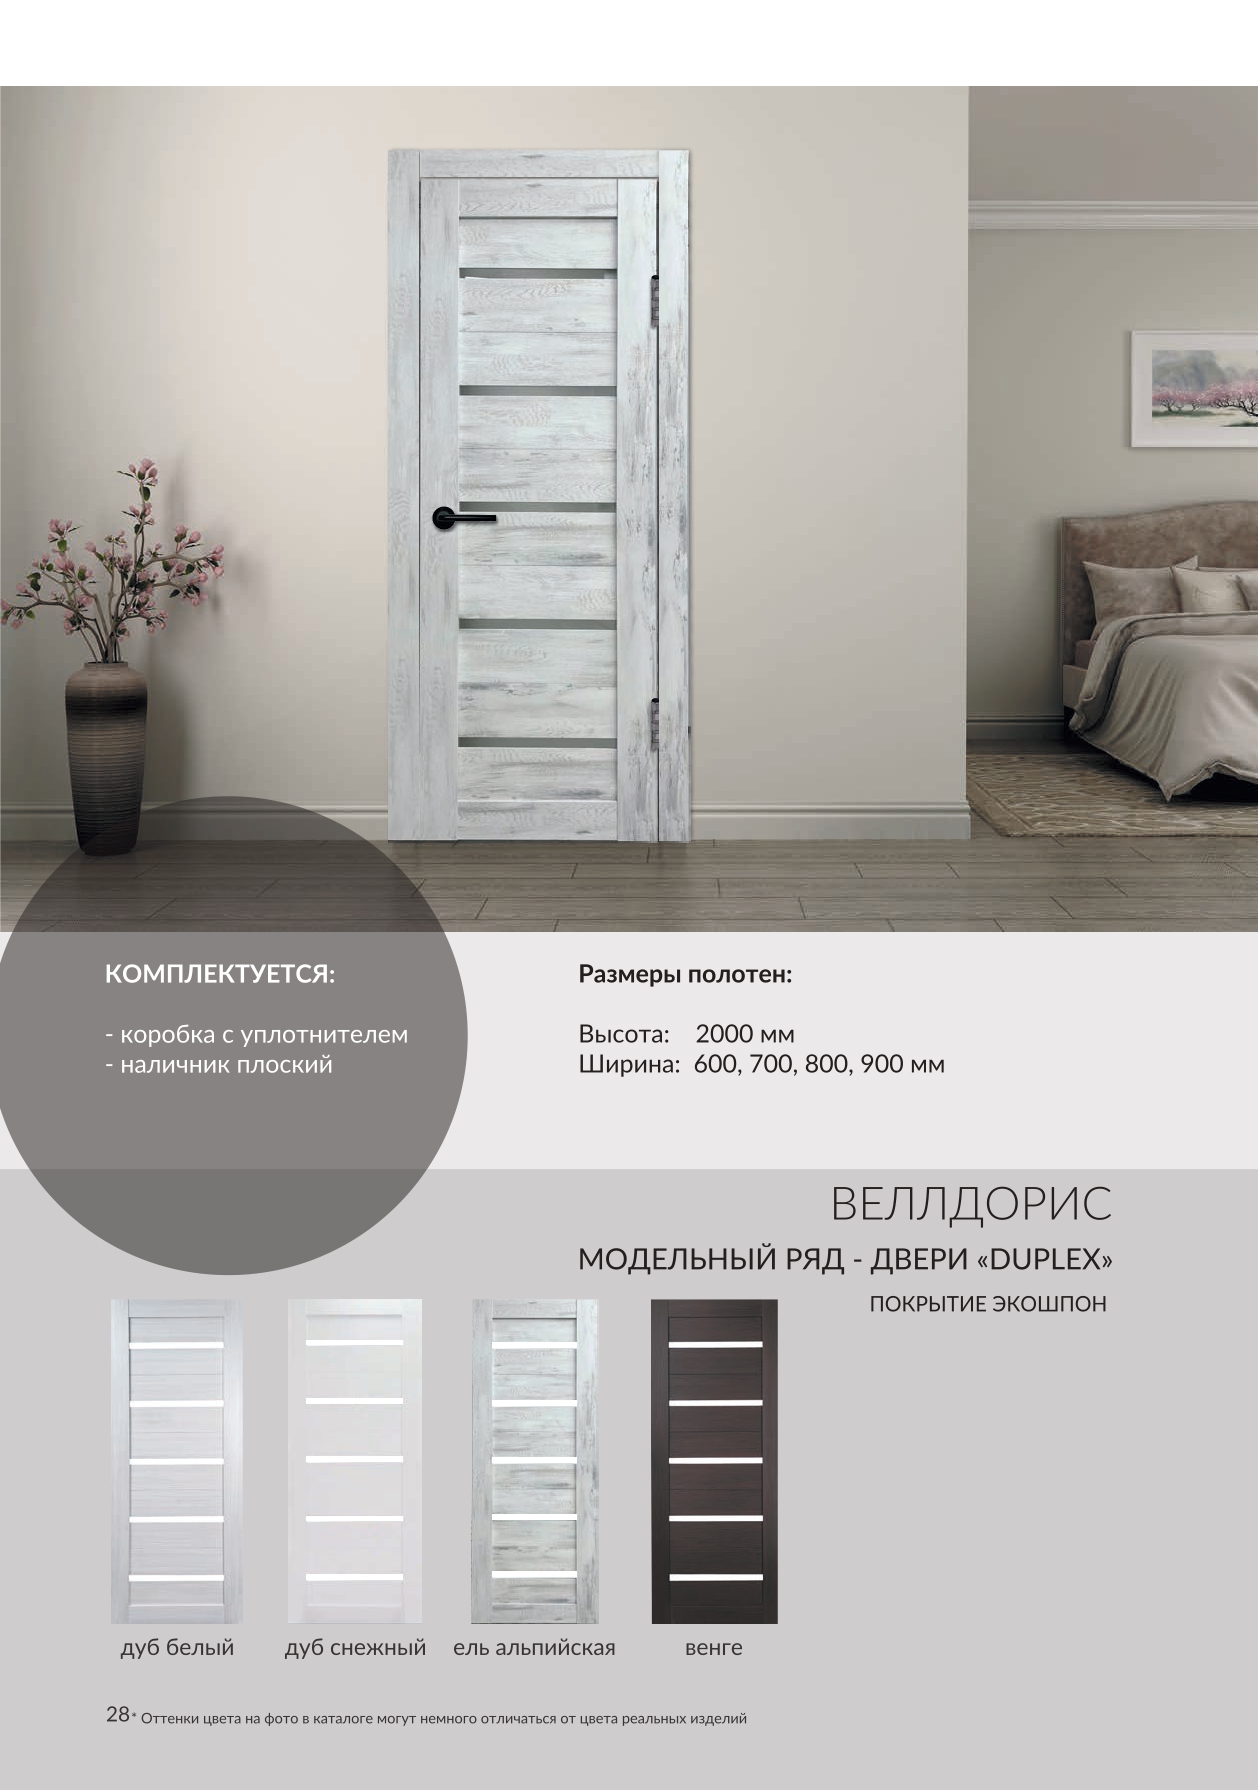 КОМПЛЕКТУЕТСЯ:
- коробка с уплотнителем
- наличник плоский
Размеры полотен:
Высота: 2000 мм
Ширина: 600, 700, 800, 900 мм
ВЕЛЛДОРИС
МОДЕЛЬНЫЙ РЯД - ДВЕРИ «DUPLEX»
ПОКРЫТИЕ ЭКОШПОН
дуб белый
дуб снежный
ель альпийская
венге
28* Оттенки цвета на фото в каталоге могут немного отличаться от цвета реальных изделий